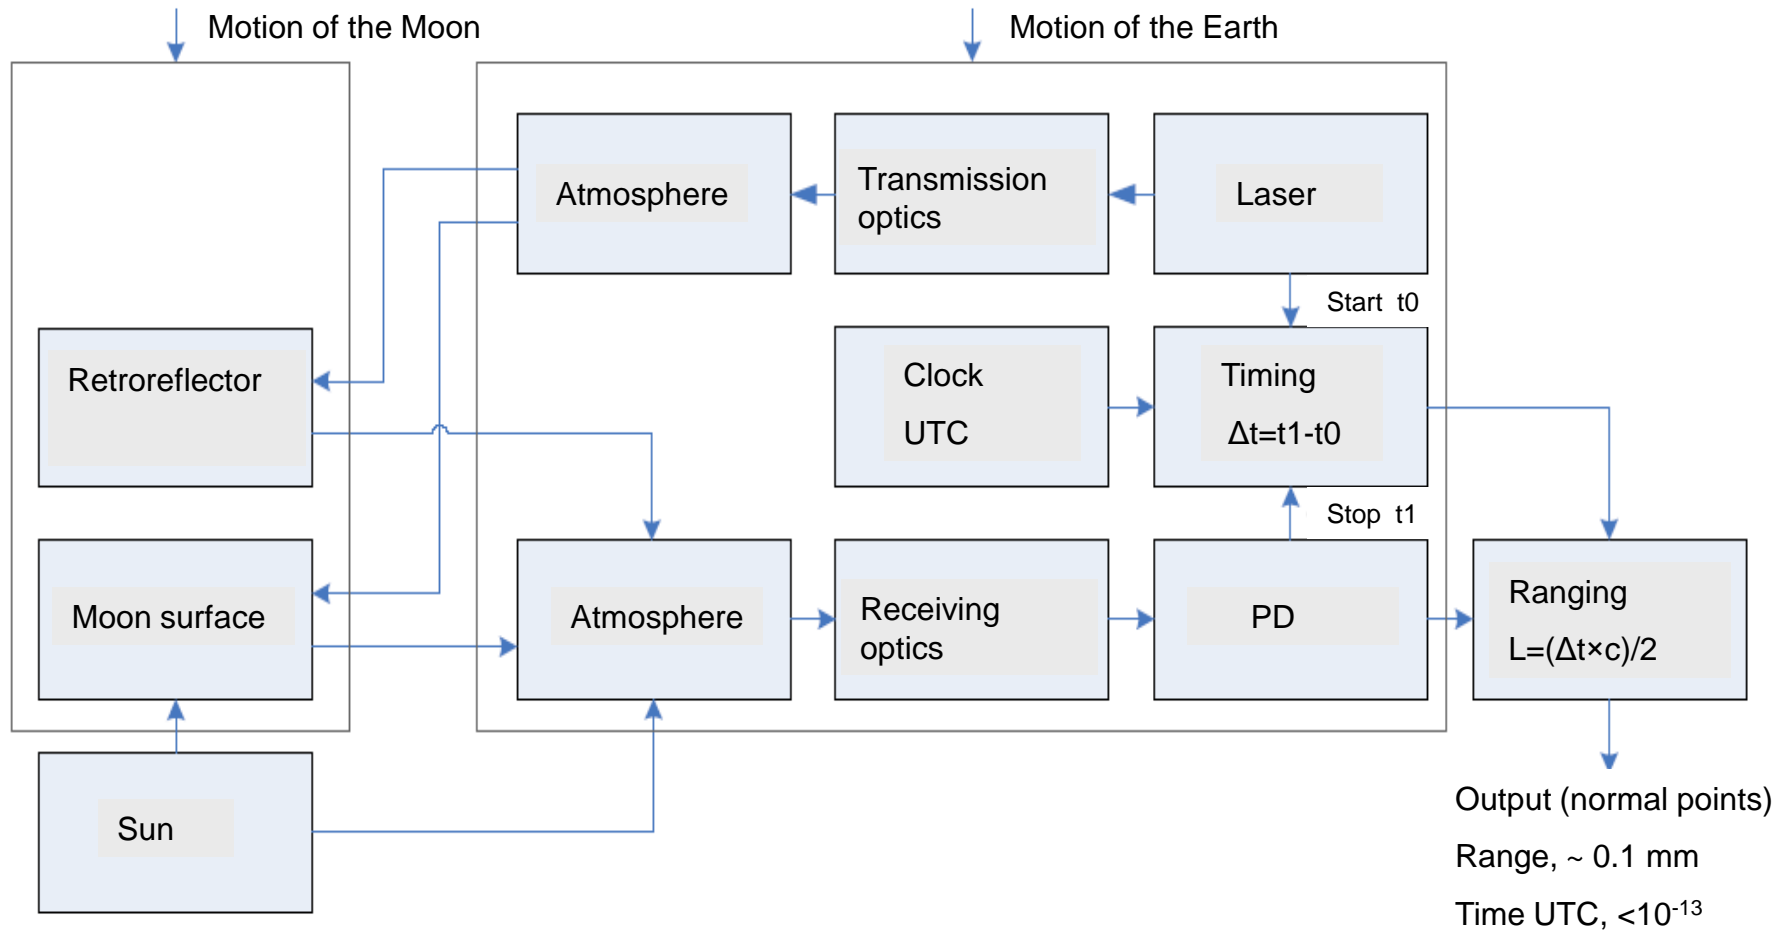 Motion of the Moon
Motion of the Earth
Atmosphere
Transmission
optics
Laser
Start t0
Retroreflector
Clock
UTC
Timing
Δt=t1-t0
Stop t1
Moon surface
Atmosphere
Receiving
optics
PD
Ranging
L=(Δt×c)/2
Sun
Output (normal points)
Range, ~ 0.1 mm
Time UTC, <10⁻¹³